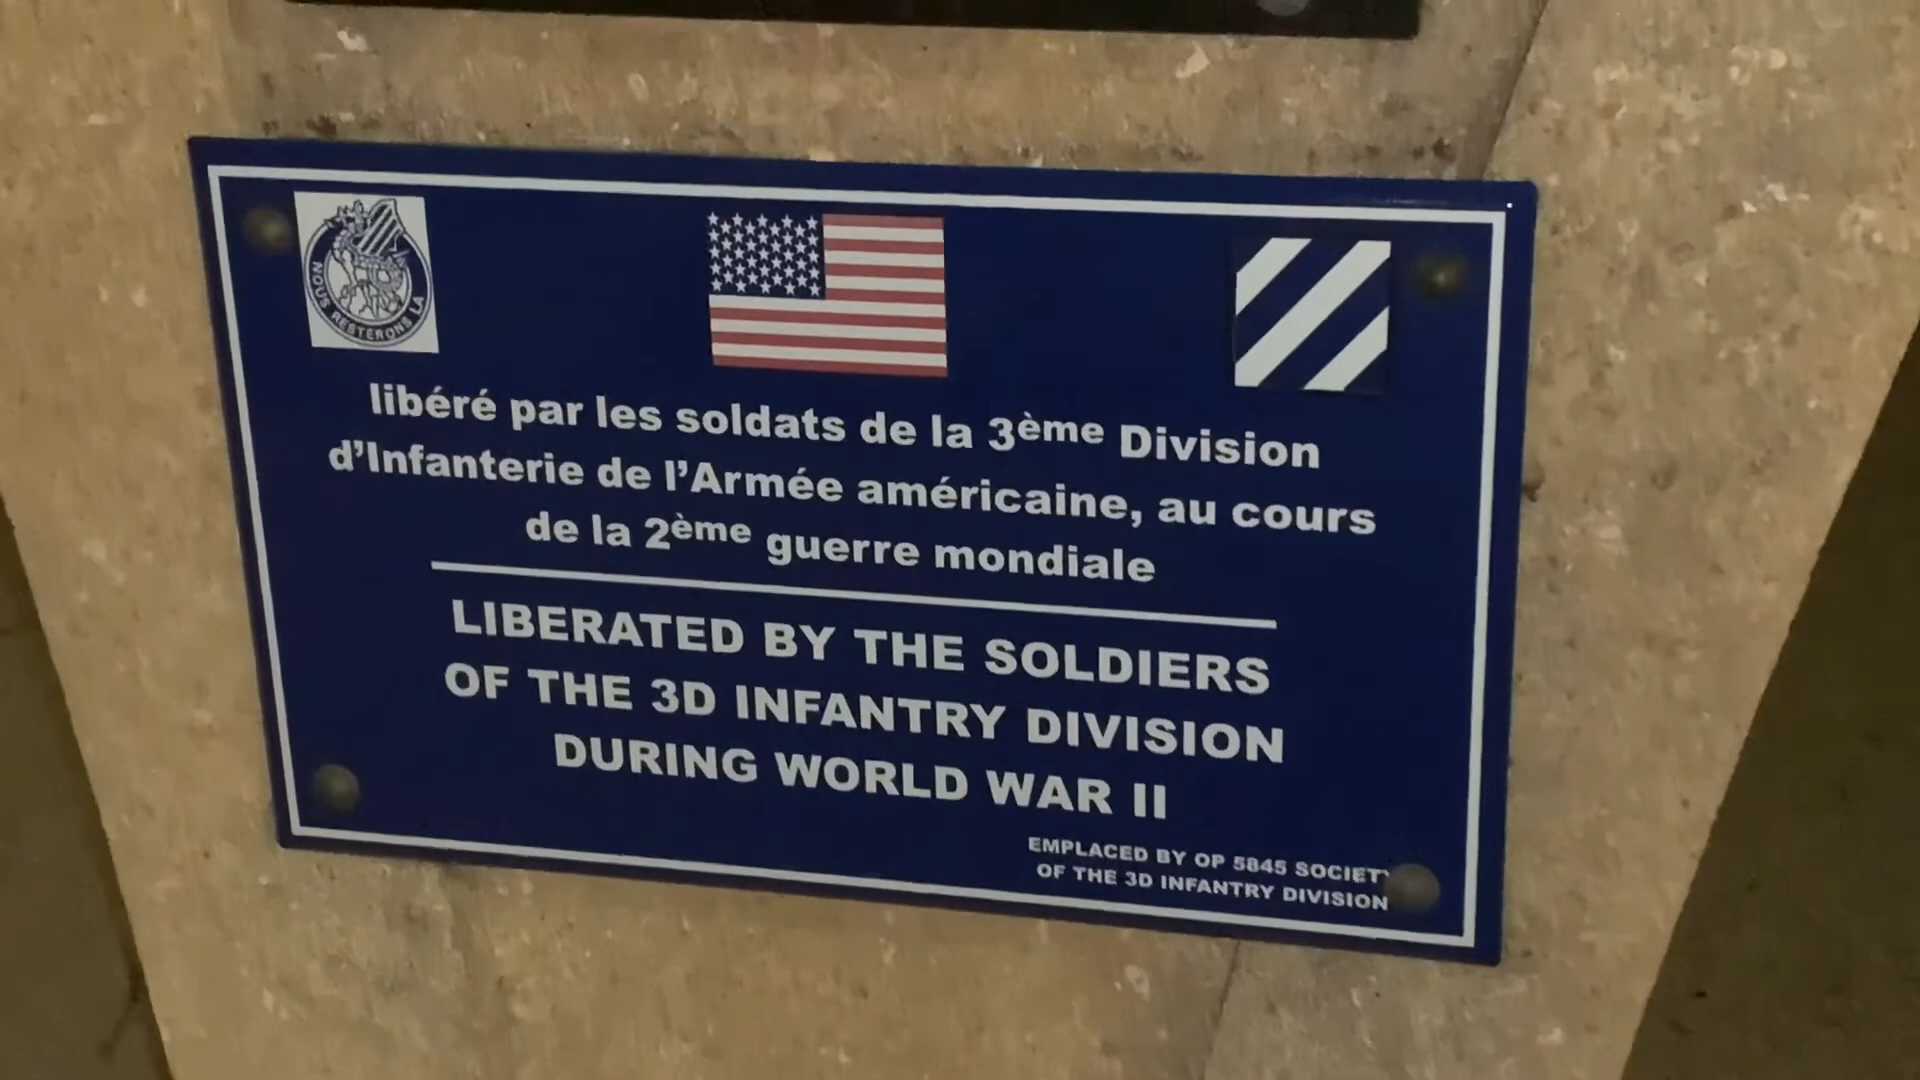 NOUS RESTERONS LA
libéré par les soldats de la 3ème Division
d'Infanterie de l'Armée américaine, au cours
de la 2ème guerre mondiale
LIBERATED BY THE SOLDIERS
OF THE 3D INFANTRY DIVISION
DURING WORLD WAR II
EMPLACED BY OP 5845 SOCIETY
OF THE 3D INFANTRY DIVISION